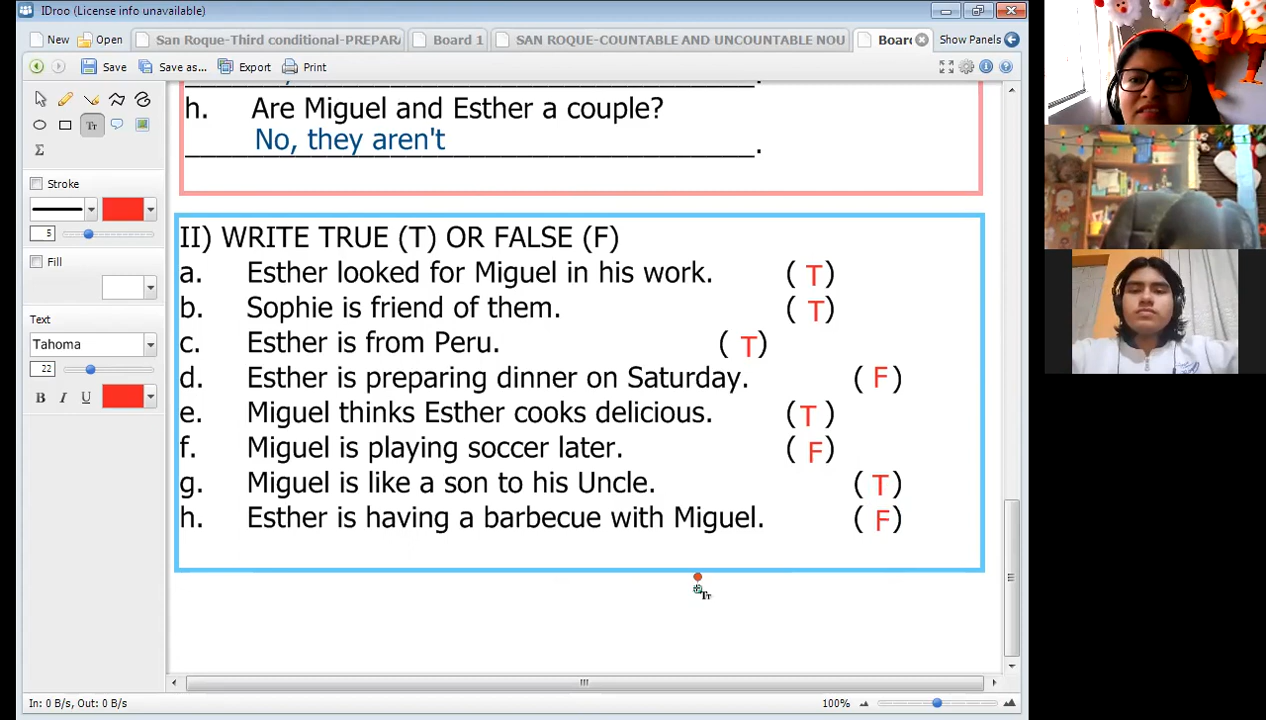 IDroo (License info unavailable)
New
Open
San Roque-Third conditional-PREPAR
Board 1
SAN ROQUE-COUNTABLE AND UNCOUNTABLE NOU
Board
Show Panels
Save
Save as...
Export
Print
h. Are Miguel and Esther a couple?
No, they aren't
.
Stroke
5
Fill
Text
Tahoma
22
B I U
II) WRITE TRUE (T) OR FALSE (F)
a. Esther looked for Miguel in his work. ( T )
b. Sophie is friend of them. ( T )
c. Esther is from Peru. ( T )
d. Esther is preparing dinner on Saturday. ( F )
e. Miguel thinks Esther cooks delicious. ( T )
f. Miguel is playing soccer later. ( F )
g. Miguel is like a son to his Uncle. ( T )
h. Esther is having a barbecue with Miguel. ( F )
In: 0 B/s, Out: 0 B/s
100%